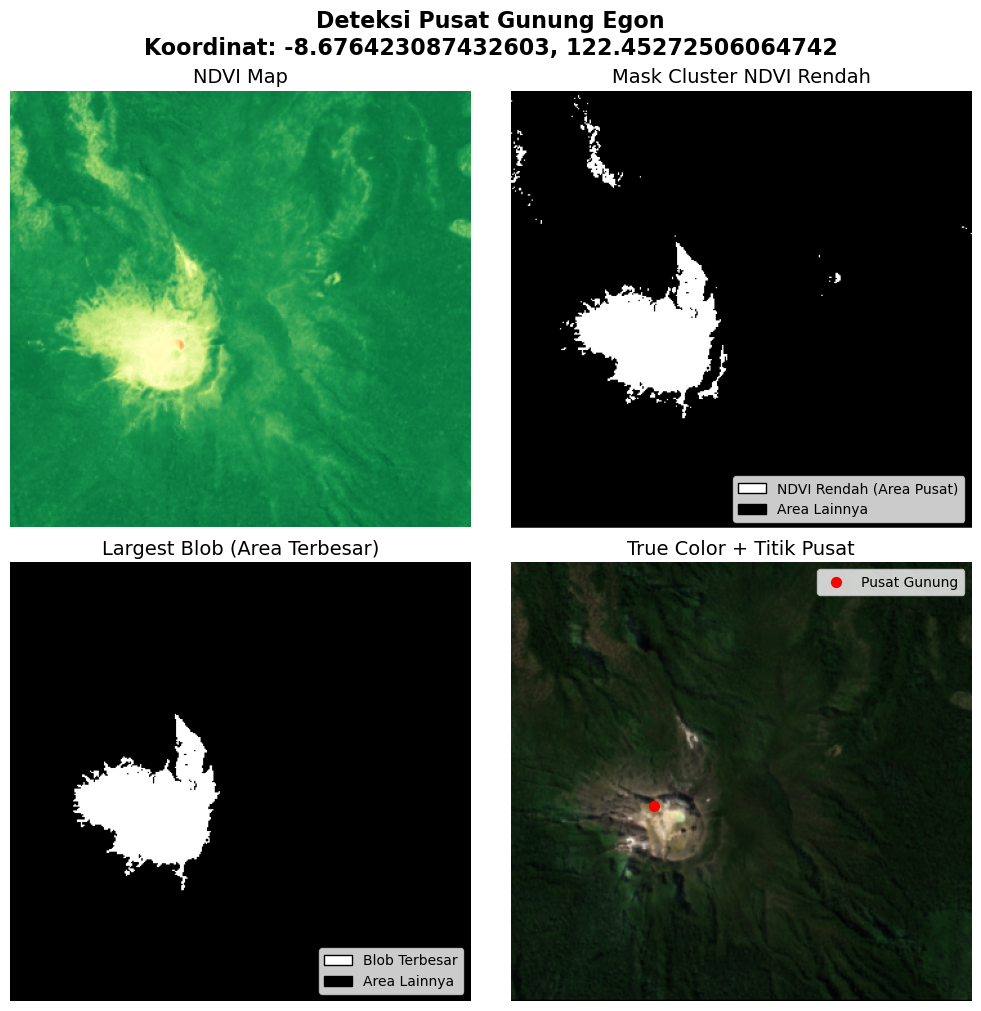 Deteksi Pusat Gunung Egon
Koordinat: -8.676423087432603, 122.45272506064742
NDVI Map
Mask Cluster NDVI Rendah
NDVI Rendah (Area Pusat)
Area Lainnya
Largest Blob (Area Terbesar)
True Color + Titik Pusat
Pusat Gunung
Blob Terbesar
Area Lainnya